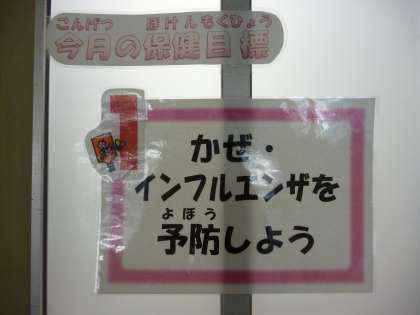 こんげつ ほけんもくひょう
今月の保健目標
かぜ・
インフルエンザを
よぼう
予防しよう